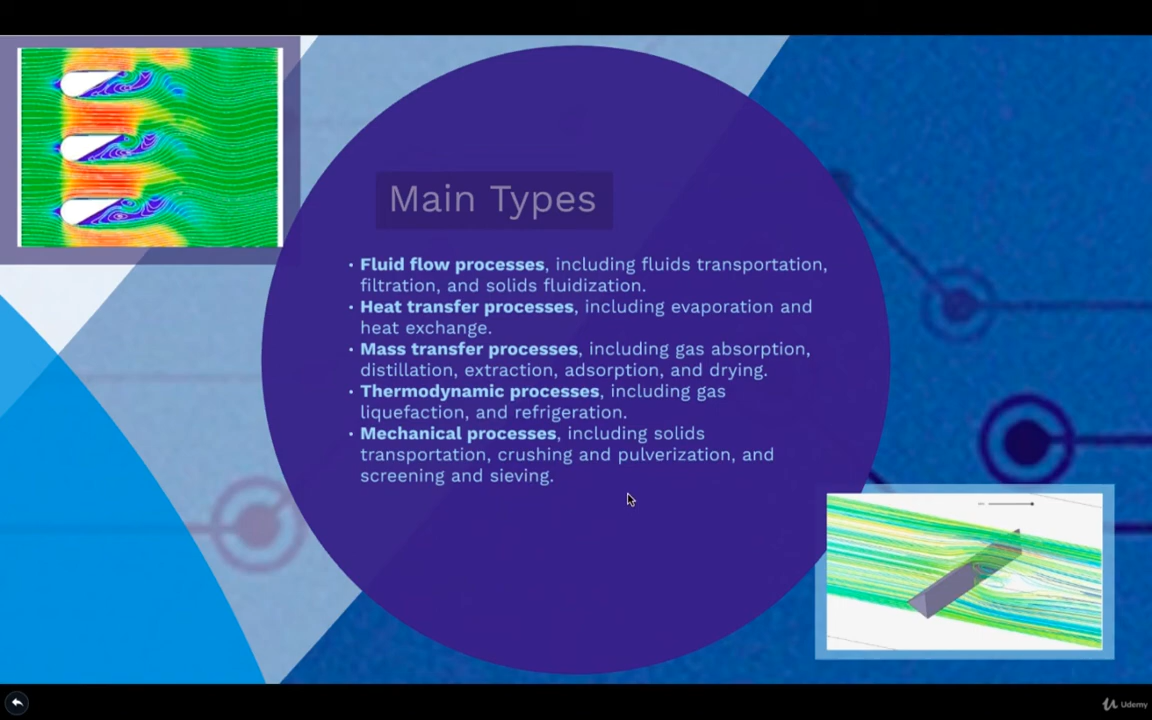 Main Types
• Fluid flow processes, including fluids transportation,
filtration, and solids fluidization.
• Heat transfer processes, including evaporation and
heat exchange.
• Mass transfer processes, including gas absorption,
distillation, extraction, adsorption, and drying.
• Thermodynamic processes, including gas
liquefaction, and refrigeration.
• Mechanical processes, including solids
transportation, crushing and pulverization, and
screening and sieving.
Udemy